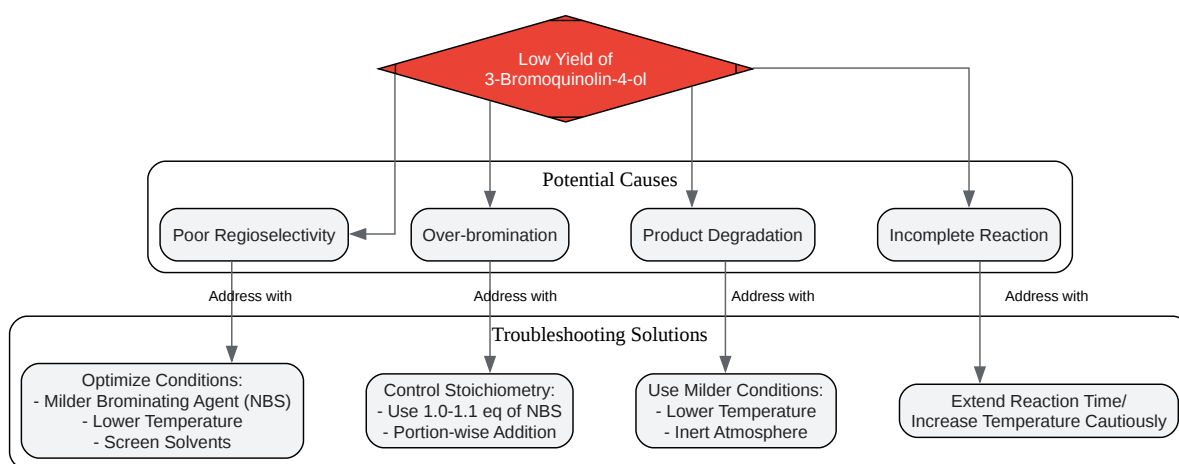 Low Yield of
3-Bromoquinolin-4-ol
Potential Causes
Poor Regioselectivity
Over-bromination
Product Degradation
Incomplete Reaction
Address with
Address with
Address with
Address with
Troubleshooting Solutions
Optimize Conditions:
- Milder Brominating Agent (NBS)
- Lower Temperature
- Screen Solvents
Control Stoichiometry:
- Use 1.0-1.1 eq of NBS
- Portion-wise Addition
Use Milder Conditions:
- Lower Temperature
- Inert Atmosphere
Extend Reaction Time/
Increase Temperature Cautiously